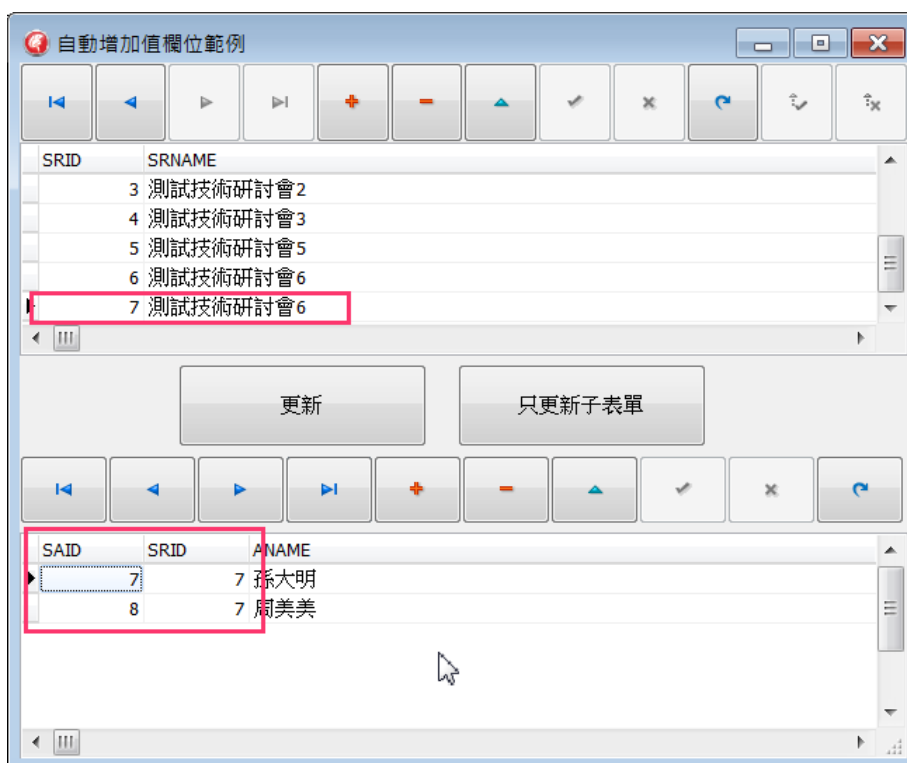 自動增加值欄位範例
SRID SRNAME
3 測試技術研討會2
4 測試技術研討會3
5 測試技術研討會5
6 測試技術研討會6
7 測試技術研討會6
更新 只更新子表單
SAID SRID ANAME
7 7 孫大明
8 7 周美美